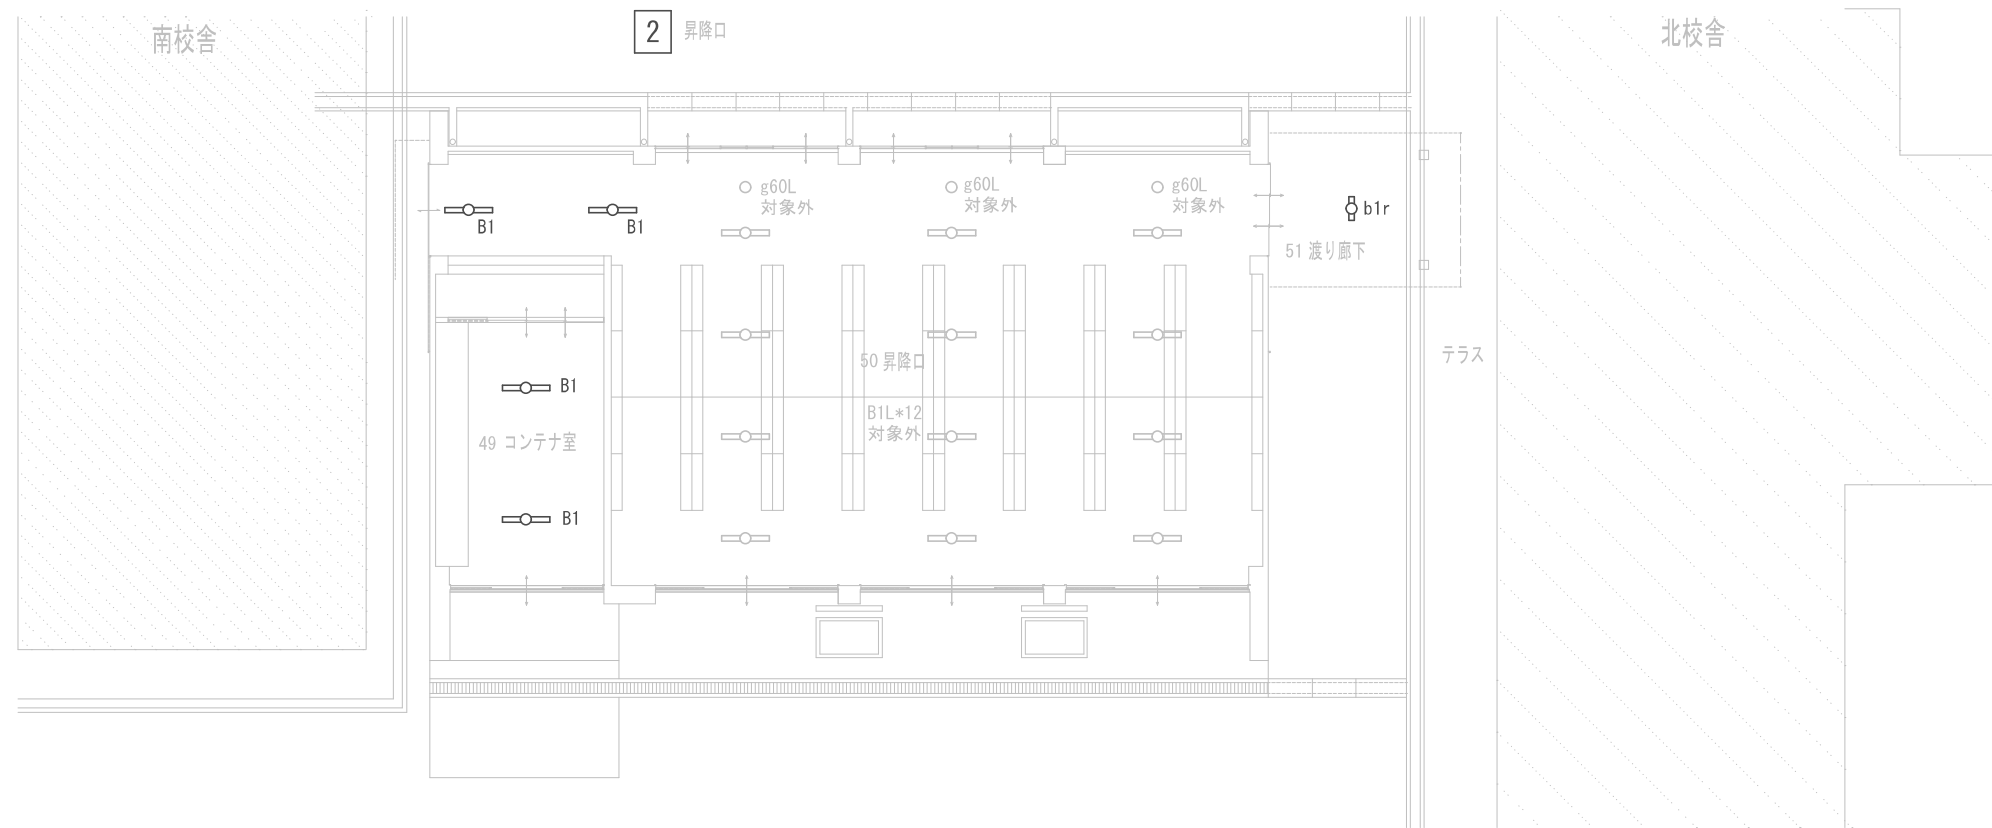 南校舎
2 昇降口
北校舎
g60L
対象外
g60L
対象外
g60L
対象外
B1
B1
b1r
51 渡り廊下
テラス
50 昇降口
B1L*12
対象外
B1
49 コンテナ室
B1